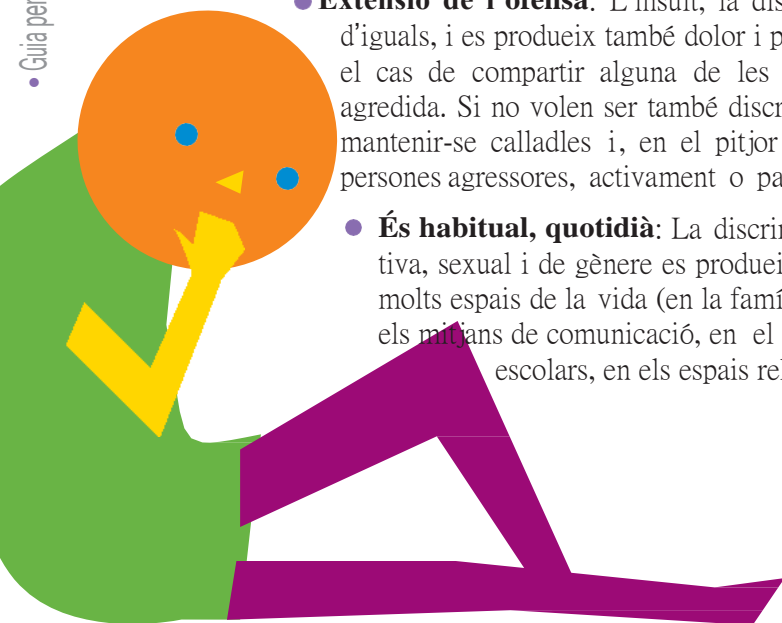 • Guia per
• Extensió de l'ofensa: L'insult, la dis
d'iguals, i es produeix també dolor i p
el cas de compartir alguna de les
agredida. Si no volen ser també discr
mantenir-se callades i, en el pitjor
persones agressores, activament o pa
• És habitual, quotidià: La discrir
tiva, sexual i de gènere es produei
molts espais de la vida (en la famí
els mitjans de comunicació, en el
escolars, en els espais rel